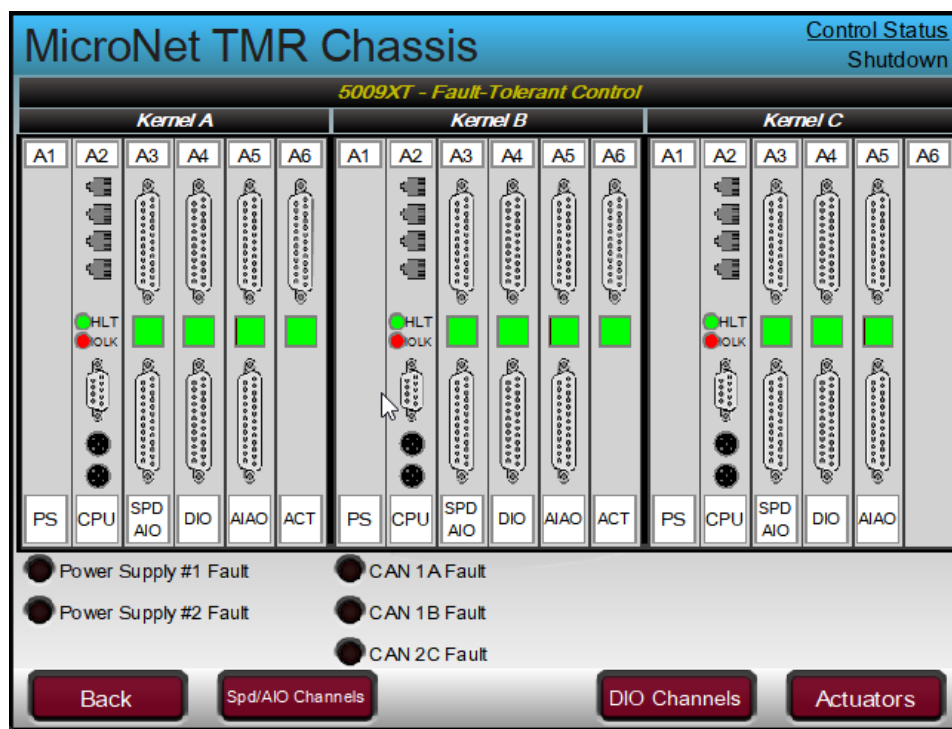 MicroNet TMR Chassis
Control Status
Shutdown
5009XT - Fault-Tolerant Control
Kernel A Kernel B Kernel C
A1 A2 A3 A4 A5 A6 A1 A2 A3 A4 A5 A6 A1 A2 A3 A4 A5 A6
HLT HLT HLT
IOLK IOLK IOLK
PS CPU SPD AIO DIO AIAO ACT PS CPU SPD AIO DIO AIAO ACT PS CPU SPD AIO DIO AIAO
Power Supply #1 Fault CAN 1A Fault
Power Supply #2 Fault CAN 1B Fault
CAN 2C Fault
Back Spd/AIO Channels DIO Channels Actuators